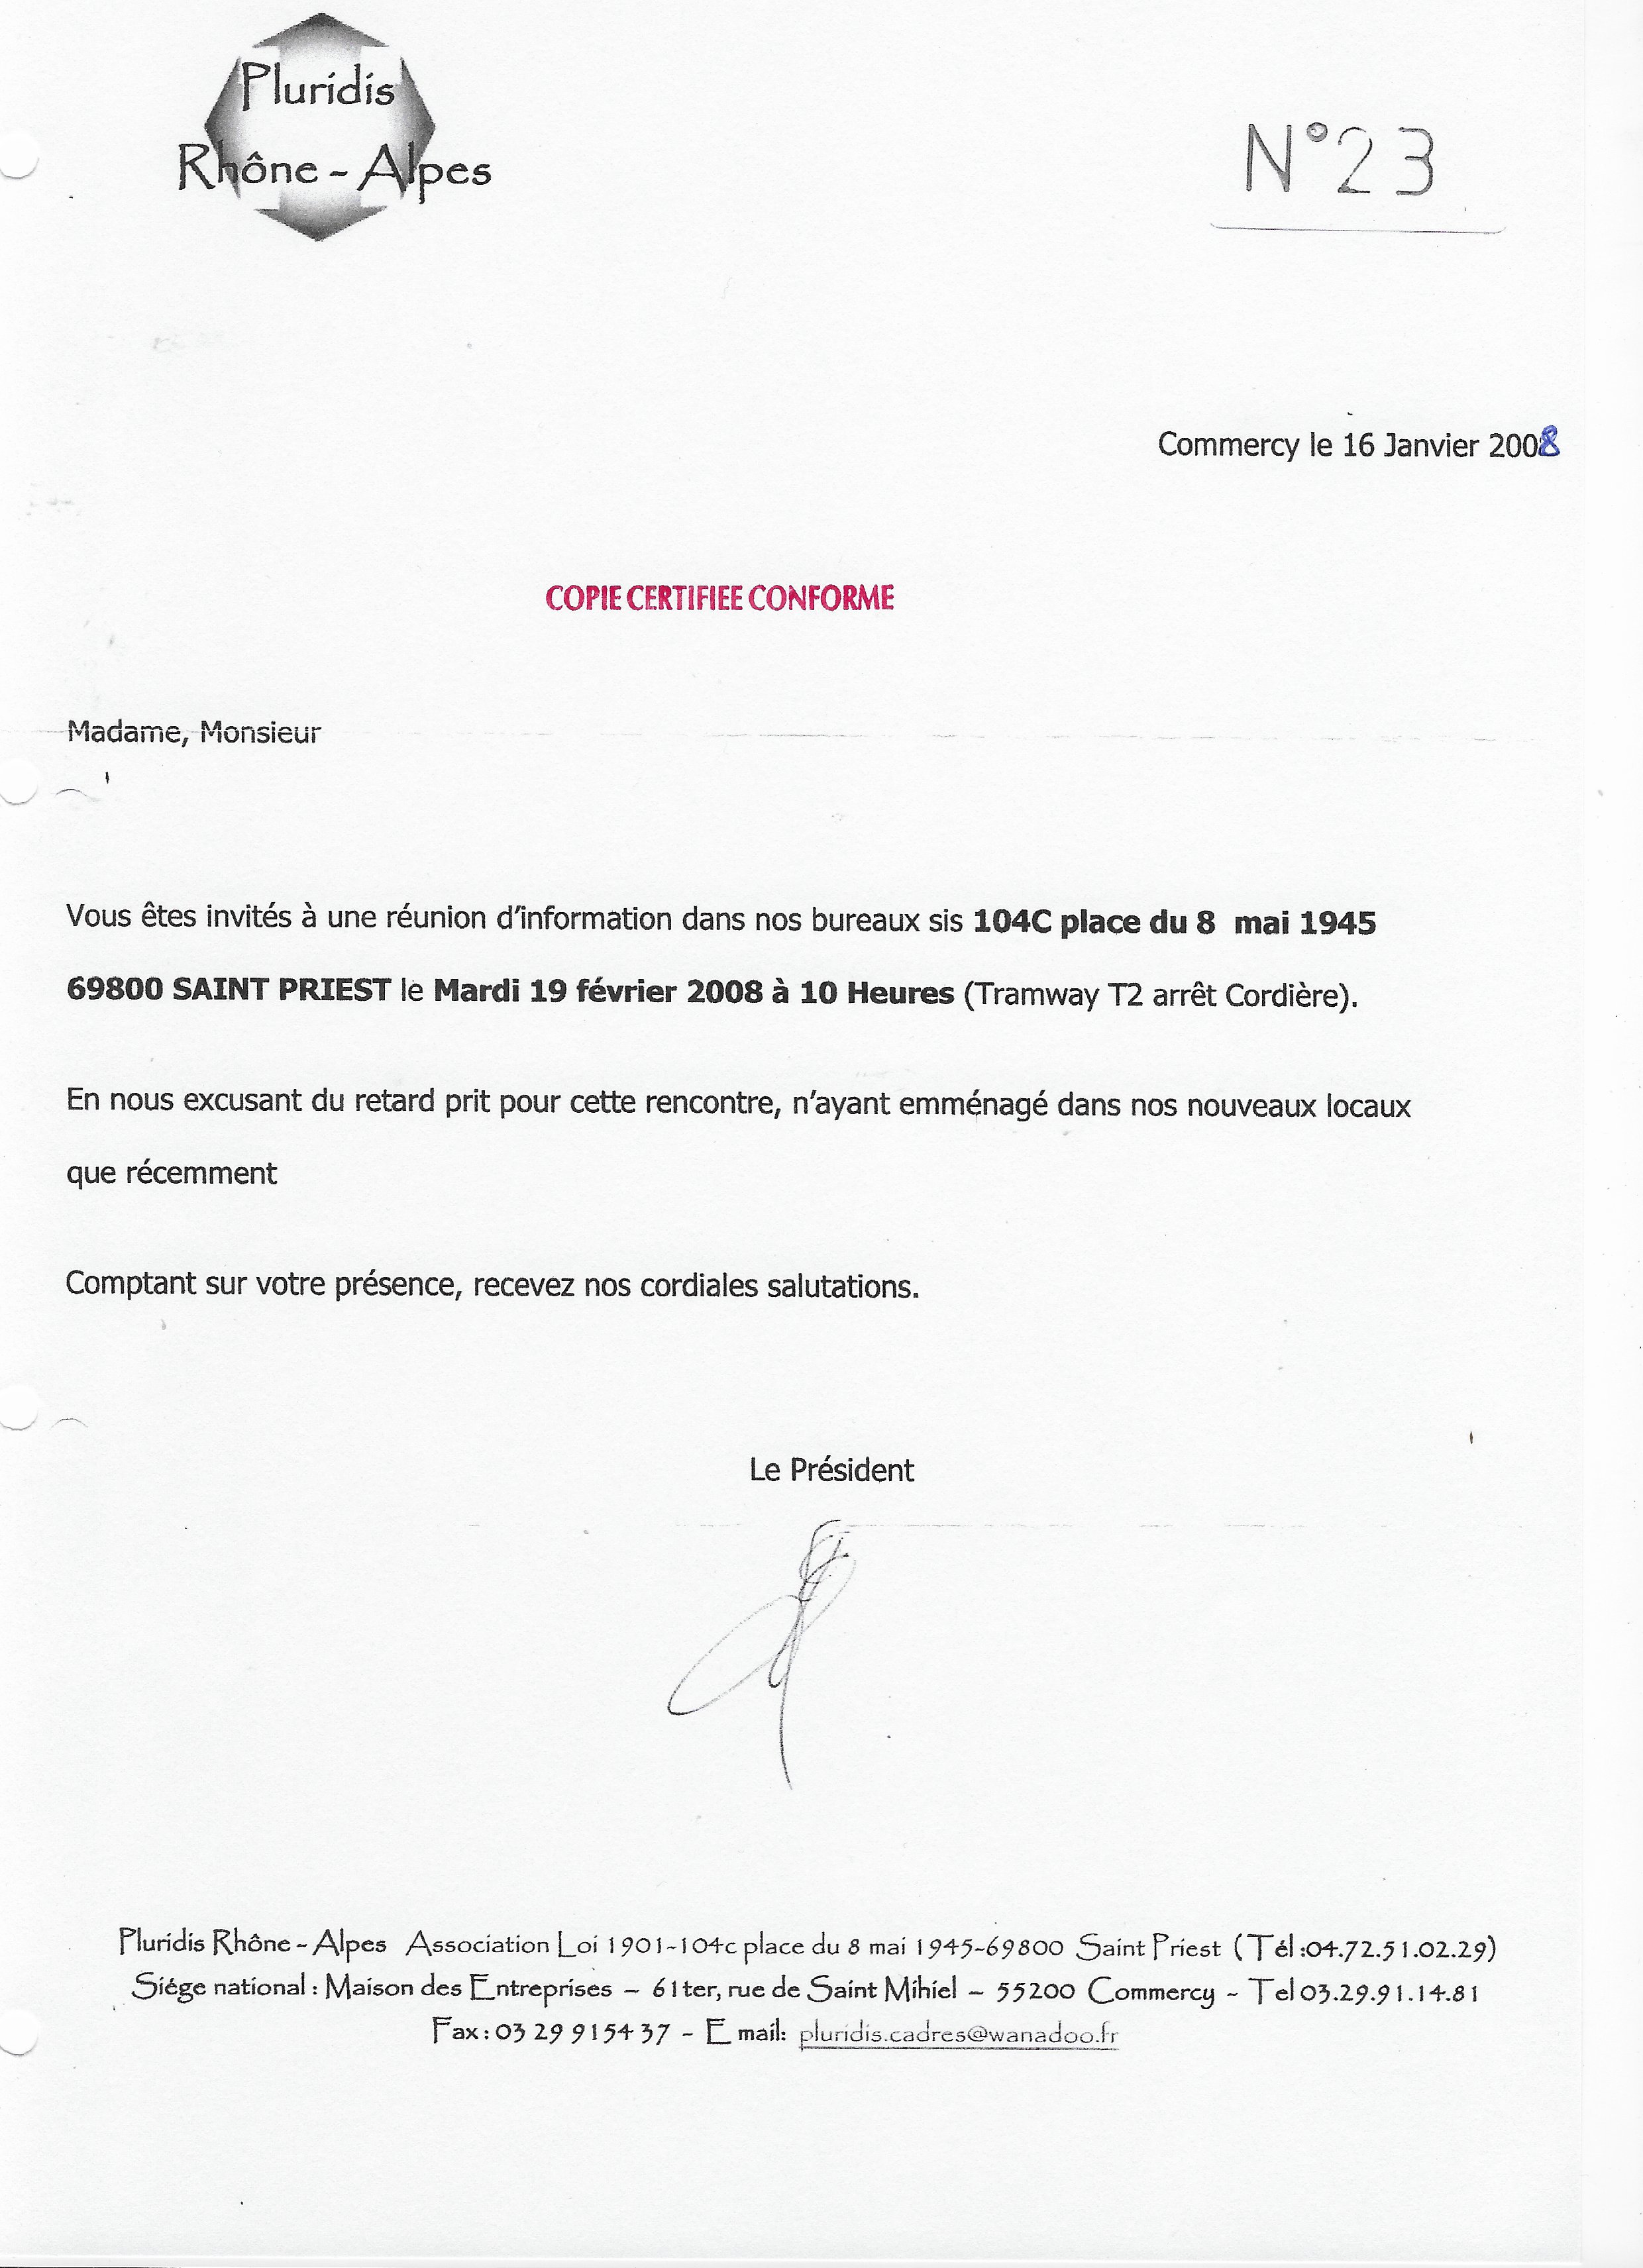 Pluridis
Rhône - Alpes
N°23
Commercy le 16 Janvier 2008
COPIE CERTIFIEE CONFORME
Madame, Monsieur
Vous êtes invités à une réunion d'information dans nos bureaux sis 104C place du 8 mai 1945
69800 SAINT PRIEST le Mardi 19 février 2008 à 10 Heures (Tramway T2 arrêt Cordière).
En nous excusant du retard prit pour cette rencontre, n'ayant emménagé dans nos nouveaux locaux
que récemment
Comptant sur votre présence, recevez nos cordiales salutations.
Le Président
Pluridis Rhône - Alpes Association Loi 1901-104c place du 8 mai 1945-69800 Saint Priest (Tél :04.72.51.02.29)
Siége national : Maison des Entreprises – 61ter, rue de Saint Mihiel – 55200 Commercy - Tel 03.29.91.14.81
Fax : 03 29 91 54 37 - E mail: pluridis.cadres@wanadoo.fr